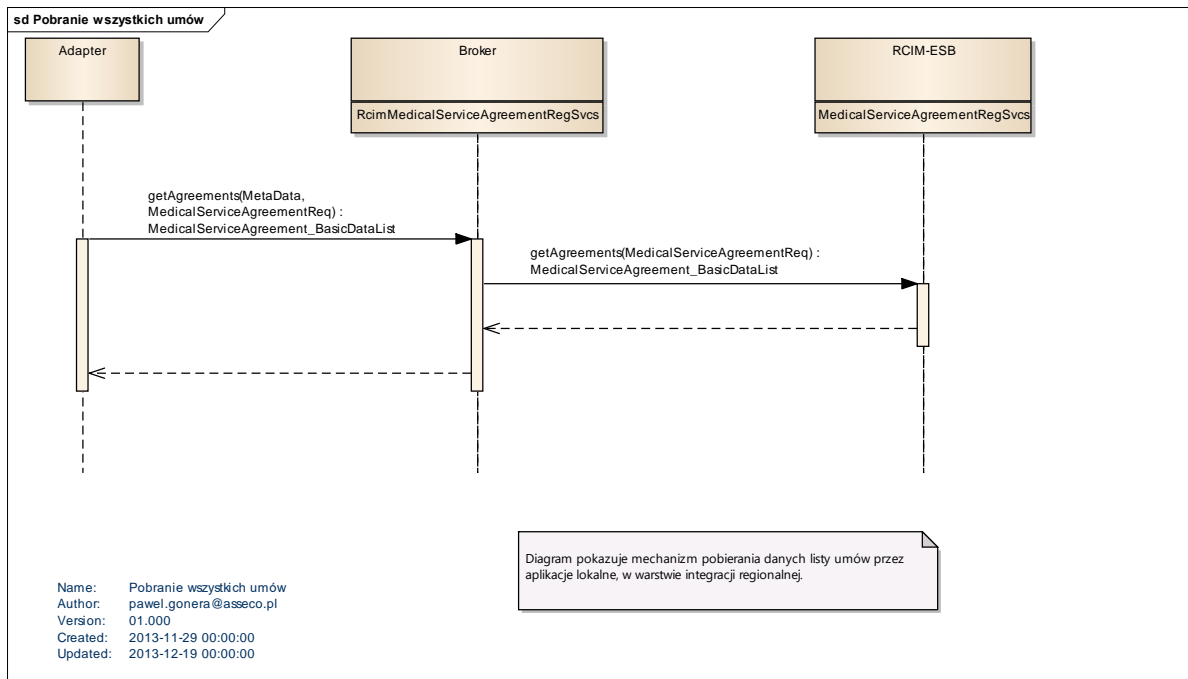 sd Pobranie wszystkich umów
Adapter
Broker
RCIM-ESB
RcimMedicalServiceAgreementRegSvcs
MedicalServiceAgreementRegSvcs
getAgreements(MetaData,
MedicalServiceAgreementReq) :
MedicalServiceAgreement_BasicDataList
getAgreements(MedicalServiceAgreementReq) :
MedicalServiceAgreement_BasicDataList
Diagram pokazuje mechanizm pobierania danych listy umów przez
aplikacje lokalne, w warstwie integracji regionalnej.
Name: Pobranie wszystkich umów
Author: pawel.gonera@asseco.pl
Version: 01.000
Created: 2013-11-29 00:00:00
Updated: 2013-12-19 00:00:00